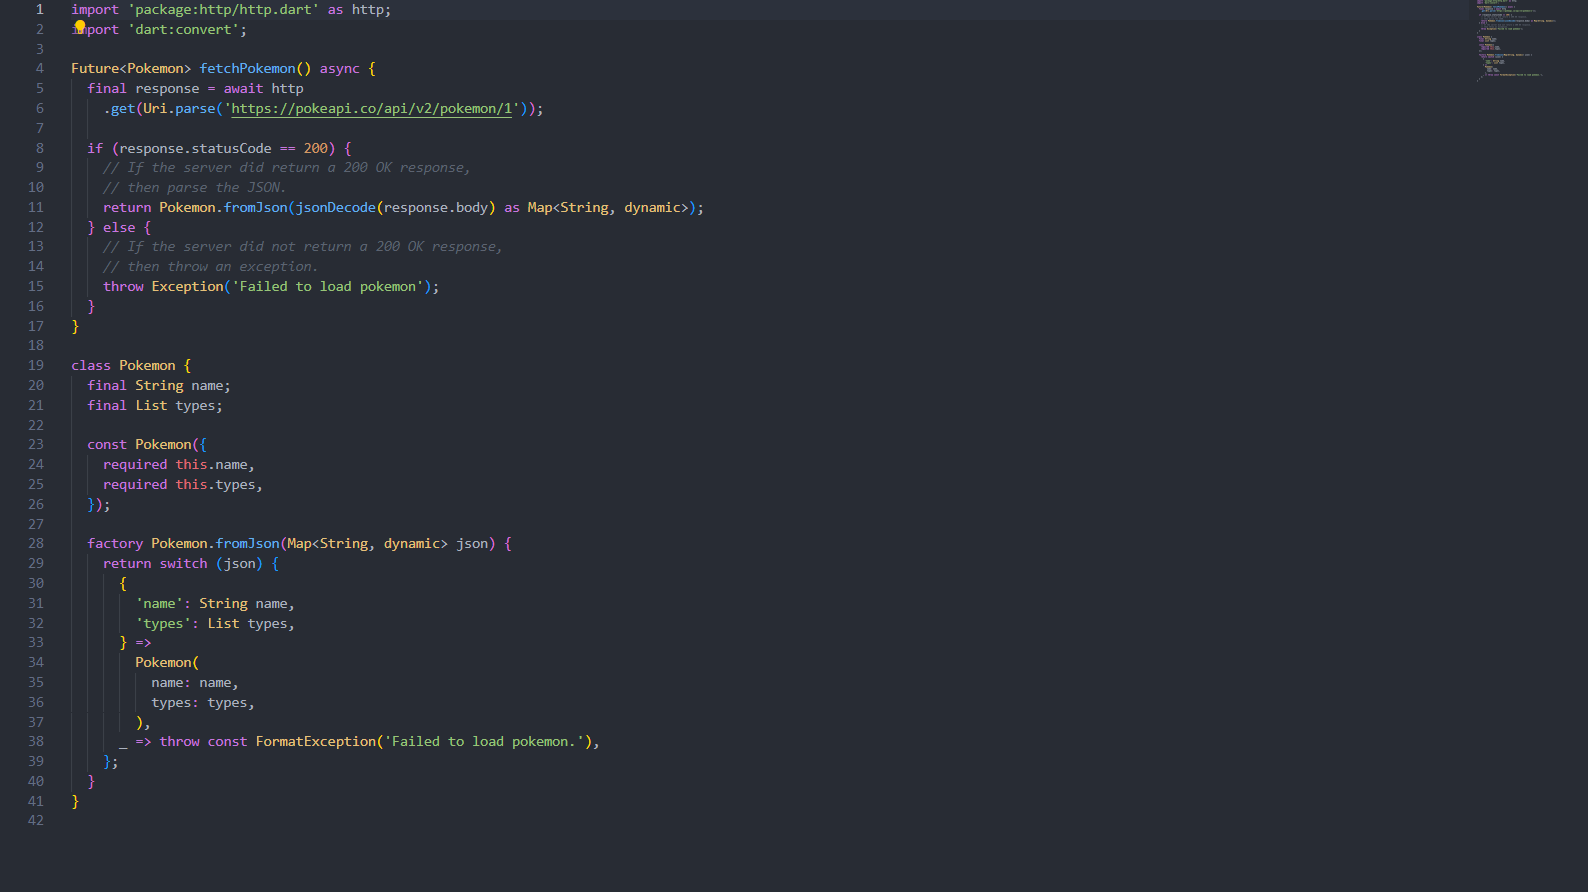 1 import 'package:http/http.dart' as http;
2 import 'dart:convert';
3
4 Future<Pokemon> fetchPokemon() async {
5   final response = await http
6     .get(Uri.parse('https://pokeapi.co/api/v2/pokemon/1'));
7
8   if (response.statusCode == 200) {
9     // If the server did return a 200 OK response,
10     // then parse the JSON.
11     return Pokemon.fromJson(jsonDecode(response.body) as Map<String, dynamic>);
12   } else {
13     // If the server did not return a 200 OK response,
14     // then throw an exception.
15     throw Exception('Failed to load pokemon');
16   }
17 }
18
19 class Pokemon {
20   final String name;
21   final List types;
22
23   const Pokemon({
24     required this.name,
25     required this.types,
26   });
27
28   factory Pokemon.fromJson(Map<String, dynamic> json) {
29     return switch (json) {
30       {
31         'name': String name,
32         'types': List types,
33       } =>
34         Pokemon(
35           name: name,
36           types: types,
37         ),
38       _ => throw const FormatException('Failed to load pokemon.'),
39     };
40   }
41 }
42